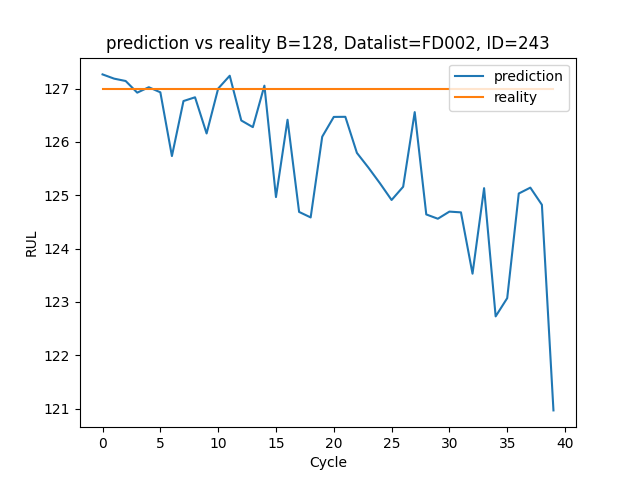 prediction vs reality B=128, Datalist=FD002, ID=243
prediction
reality
127
126
125
124
123
122
121
RUL
0 5 10 15 20 25 30 35 40
Cycle